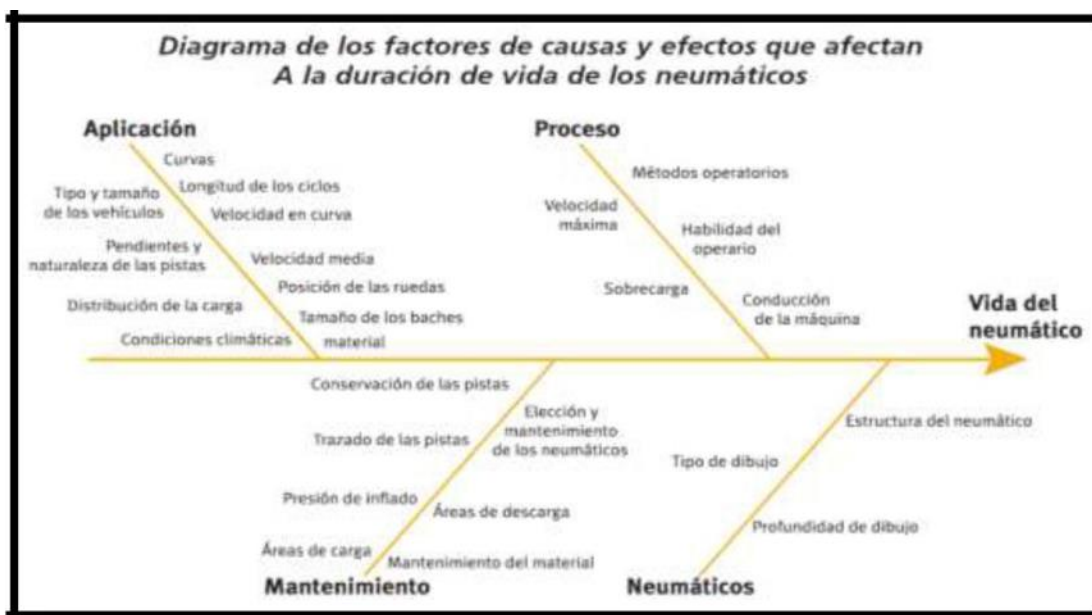 Diagrama de los factores de causas y efectos que afectan
A la duración de vida de los neumáticos
Aplicación
Curvas
Longitud de los ciclos
Tipo y tamaño
de los vehículos
Velocidad en curva
Pendientes y
naturaleza de las pistas
Velocidad media
Posición de las ruedas
Distribución de la carga
Tamaño de los baches
Condiciones climáticas
material
Proceso
Métodos operatorios
Velocidad
máxima
Habilidad del
operario
Sobrecarga
Conducción
de la máquina
Vida del
neumático
Conservación de las pistas
Elección y
mantenimiento
de los neumáticos
Trazado de las pistas
Presión de inflado
Áreas de descarga
Áreas de carga
Mantenimiento del material
Mantenimiento
Estructura del neumático
Tipo de dibujo
Profundidad de dibujo
Neumáticos